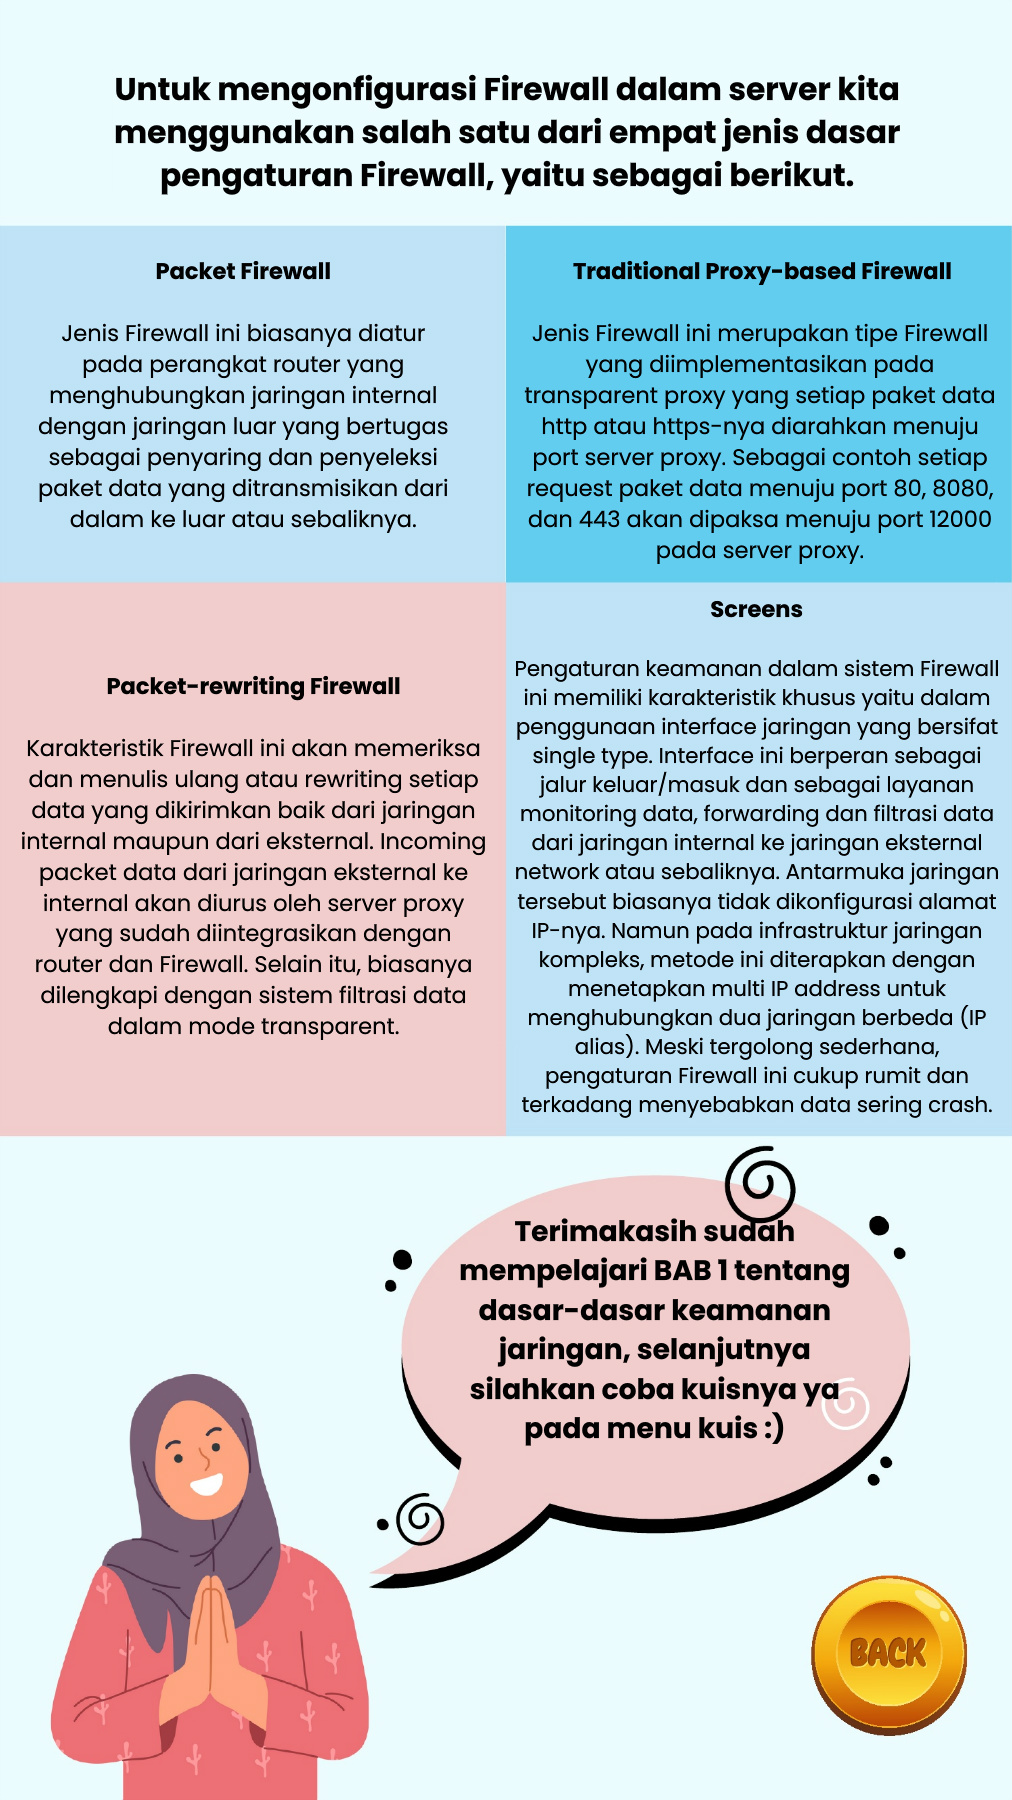 Untuk mengonfigurasi Firewall dalam server kita
menggunakan salah satu dari empat jenis dasar
pengaturan Firewall, yaitu sebagai berikut.
Packet Firewall
Jenis Firewall ini biasanya diatur
pada perangkat router yang
menghubungkan jaringan internal
dengan jaringan luar yang bertugas
sebagai penyaring dan penyeleksi
paket data yang ditransmisikan dari
dalam ke luar atau sebaliknya.
Traditional Proxy-based Firewall
Jenis Firewall ini merupakan tipe Firewall
yang diimplementasikan pada
transparent proxy yang setiap paket data
http atau https-nya diarahkan menuju
port server proxy. Sebagai contoh setiap
request paket data menuju port 80, 8080,
dan 443 akan dipaksa menuju port 12000
pada server proxy.
Packet-rewriting Firewall
Karakteristik Firewall ini akan memeriksa
dan menulis ulang atau rewriting setiap
data yang dikirimkan baik dari jaringan
internal maupun dari eksternal. Incoming
packet data dari jaringan eksternal ke
internal akan diurus oleh server proxy
yang sudah diintegrasikan dengan
router dan Firewall. Selain itu, biasanya
dilengkapi dengan sistem filtrasi data
dalam mode transparent.
Screens
Pengaturan keamanan dalam sistem Firewall
ini memiliki karakteristik khusus yaitu dalam
penggunaan interface jaringan yang bersifat
single type. Interface ini berperan sebagai
jalur keluar/masuk dan sebagai layanan
monitoring data, forwarding dan filtrasi data
dari jaringan internal ke jaringan eksternal
network atau sebaliknya. Antarmuka jaringan
tersebut biasanya tidak dikonfigurasi alamat
IP-nya. Namun pada infrastruktur jaringan
kompleks, metode ini diterapkan dengan
menetapkan multi IP address untuk
menghubungkan dua jaringan berbeda (IP
alias). Meski tergolong sederhana,
pengaturan Firewall ini cukup rumit dan
terkadang menyebabkan data sering crash.
Terimakasih sudah
mempelajari BAB 1 tentang
dasar-dasar keamanan
jaringan, selanjutnya
silahkan coba kuisnya ya
pada menu kuis :)
BACK